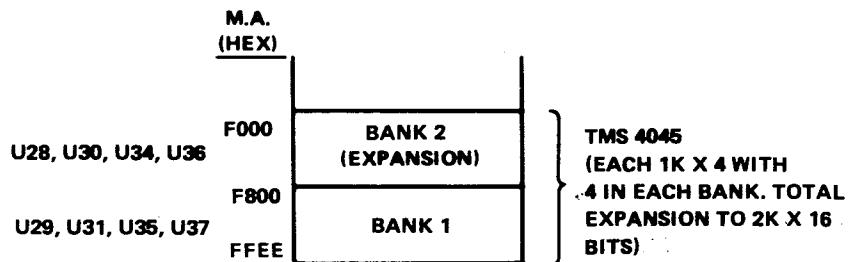 M.A.
(HEX)
F000
BANK 2
(EXPANSION)
U28, U30, U34, U36
F800
U29, U31, U35, U37
BANK 1
FFEE
TMS 4045
(EACH 1K X 4 WITH
4 IN EACH BANK. TOTAL
EXPANSION TO 2K X 16
BITS)